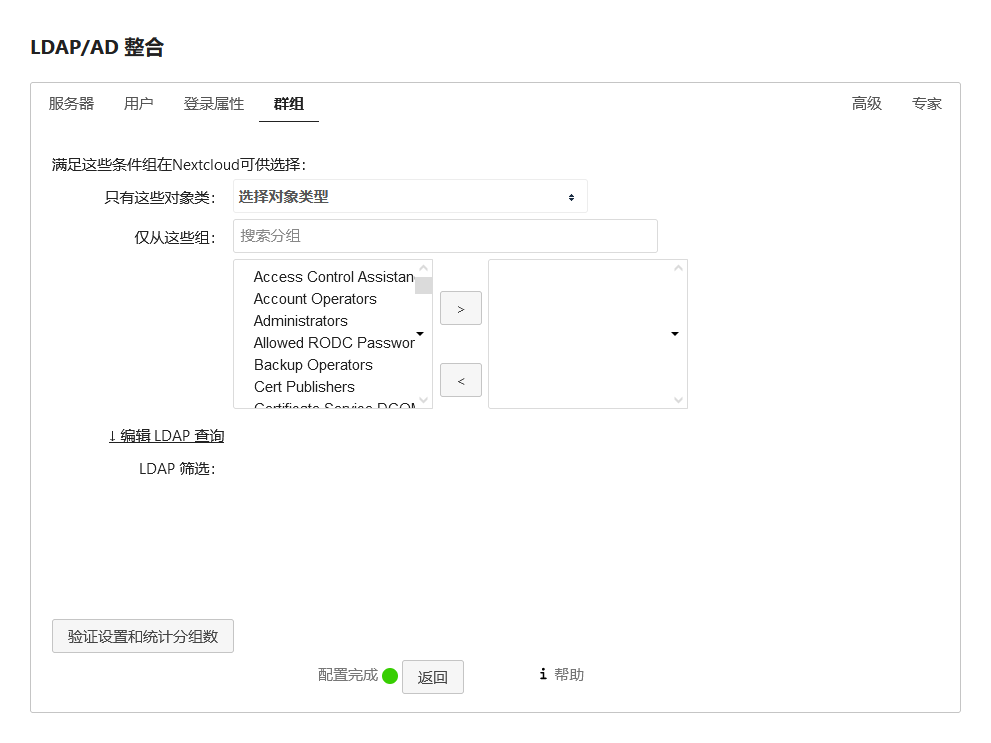 LDAP/AD 整合
服务器 用户 登录属性 群组 高级 专家
满足这些条件组在Nextcloud可供选择:
只有这些对象类: 选择对象类型
仅从这些组: 搜索分组
Access Control Assistan
Account Operators
Administrators
Allowed RODC Passwor
Backup Operators
Cert Publishers
Certificate Service DCOM
>
<
↓ 编辑 LDAP 查询
LDAP 筛选:
验证设置和统计分组数
配置完成 返回 i 帮助